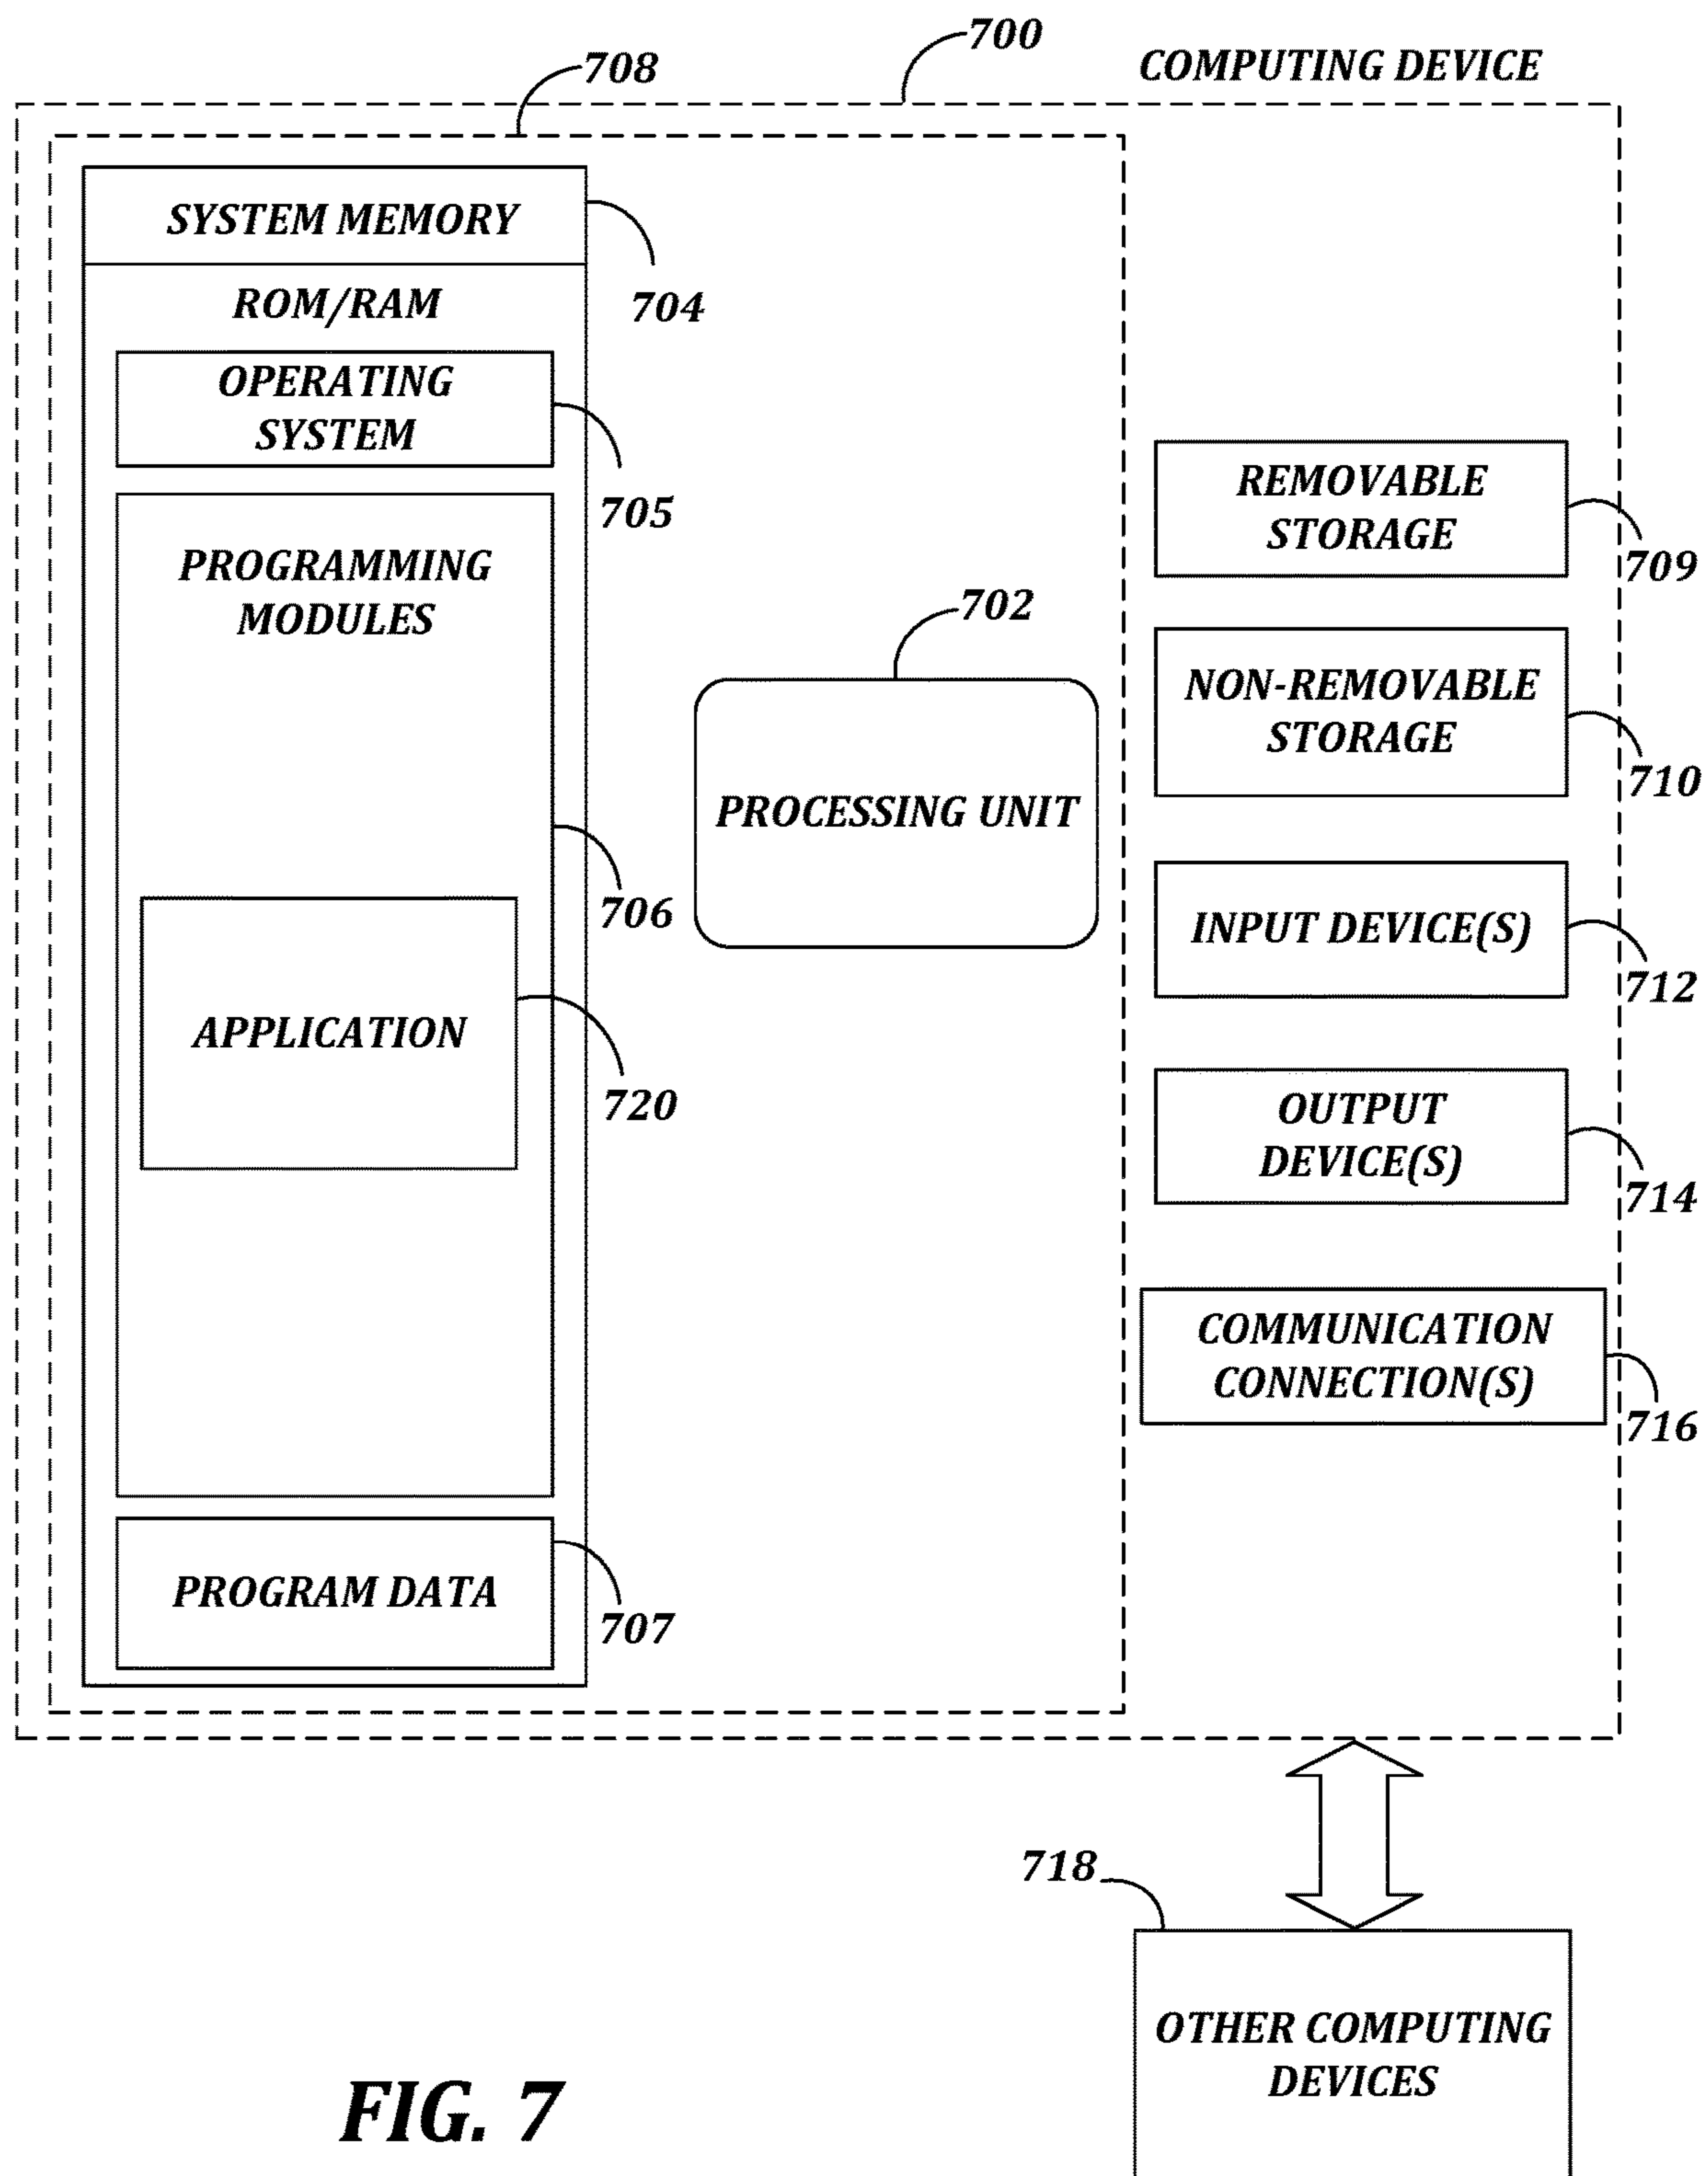 700
COMPUTING DEVICE
708
SYSTEM MEMORY
704
ROM/RAM
OPERATING
SYSTEM
705
PROGRAMMING
MODULES
706
APPLICATION
720
PROGRAM DATA
707
702
PROCESSING UNIT
REMOVABLE
STORAGE
709
NON-REMOVABLE
STORAGE
710
INPUT DEVICE(S)
712
OUTPUT
DEVICE(S)
714
COMMUNICATION
CONNECTION(S)
716
718
OTHER COMPUTING
DEVICES
FIG. 7